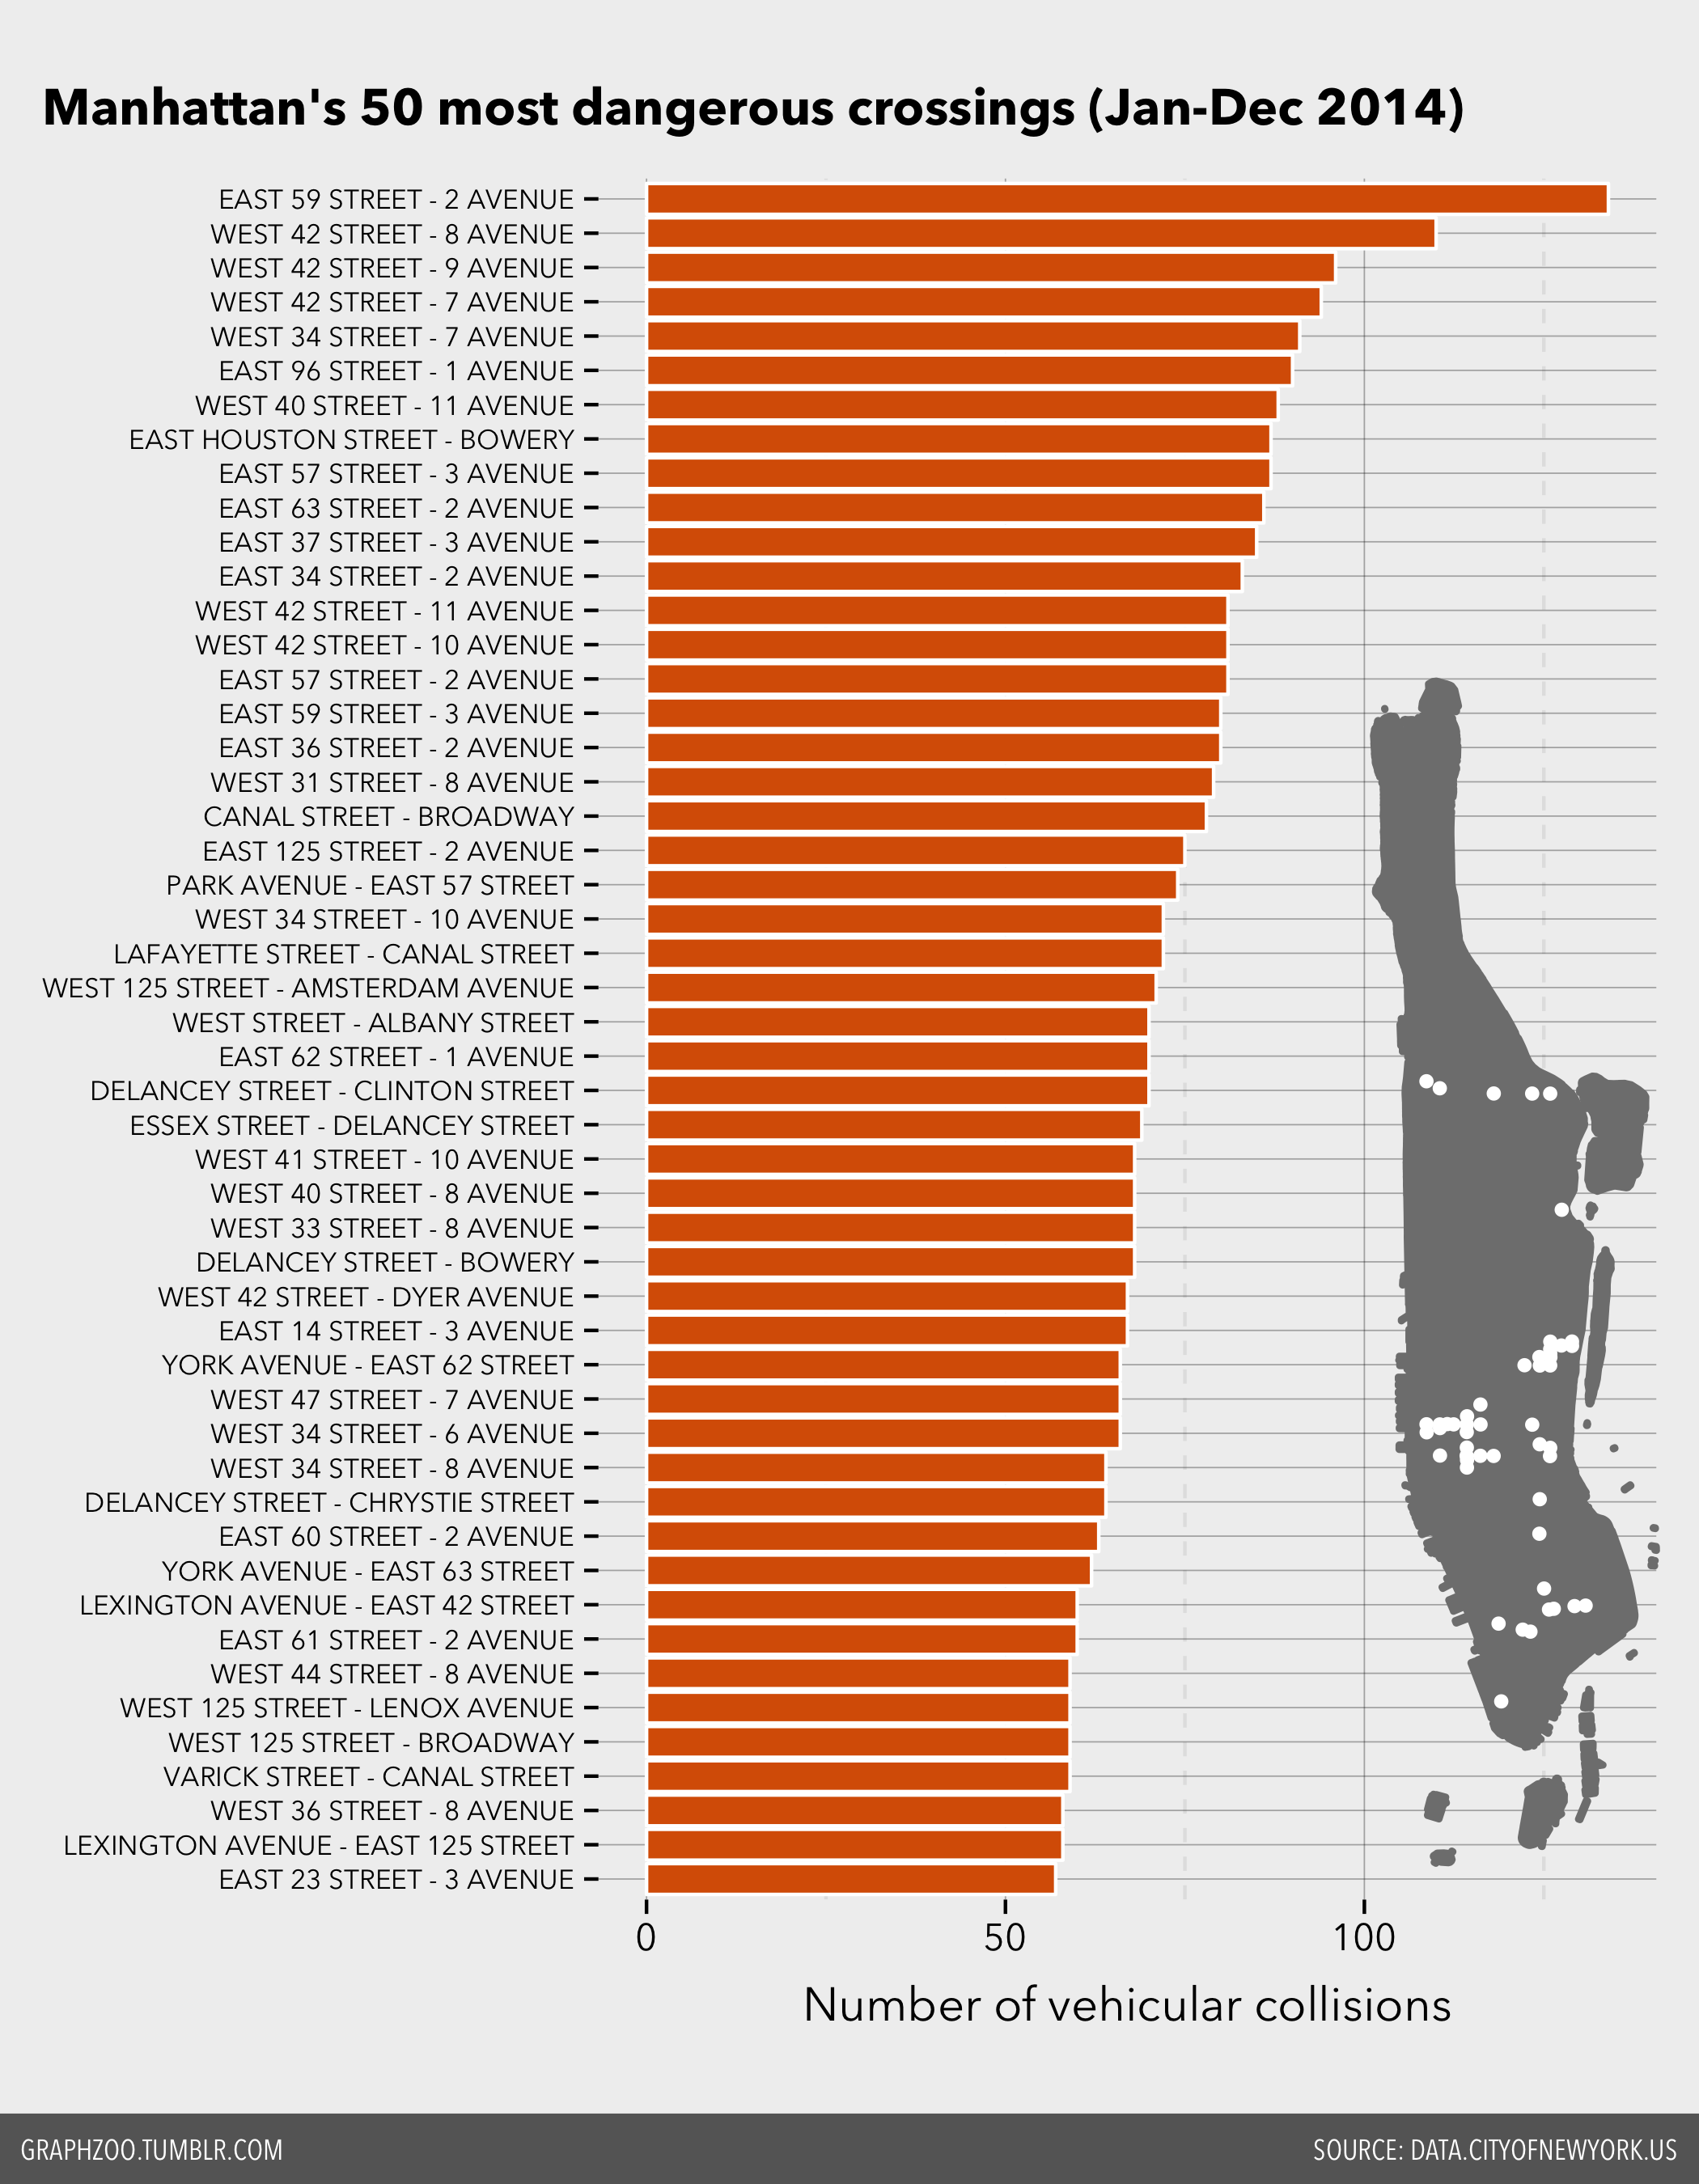 Manhattan's 50 most dangerous crossings (Jan-Dec 2014)
EAST 59 STREET - 2 AVENUE
WEST 42 STREET - 8 AVENUE
WEST 42 STREET - 9 AVENUE
WEST 42 STREET - 7 AVENUE
WEST 34 STREET - 7 AVENUE
EAST 96 STREET - 1 AVENUE
WEST 40 STREET - 11 AVENUE
EAST HOUSTON STREET - BOWERY
EAST 57 STREET - 3 AVENUE
EAST 63 STREET - 2 AVENUE
EAST 37 STREET - 3 AVENUE
EAST 34 STREET - 2 AVENUE
WEST 42 STREET - 11 AVENUE
WEST 42 STREET - 10 AVENUE
EAST 57 STREET - 2 AVENUE
EAST 59 STREET - 3 AVENUE
EAST 36 STREET - 2 AVENUE
WEST 31 STREET - 8 AVENUE
CANAL STREET - BROADWAY
EAST 125 STREET - 2 AVENUE
PARK AVENUE - EAST 57 STREET
WEST 34 STREET - 10 AVENUE
LAFAYETTE STREET - CANAL STREET
WEST 125 STREET - AMSTERDAM AVENUE
WEST STREET - ALBANY STREET
EAST 62 STREET - 1 AVENUE
DELANCEY STREET - CLINTON STREET
ESSEX STREET - DELANCEY STREET
WEST 41 STREET - 10 AVENUE
WEST 40 STREET - 8 AVENUE
WEST 33 STREET - 8 AVENUE
DELANCEY STREET - BOWERY
WEST 42 STREET - DYER AVENUE
EAST 14 STREET - 3 AVENUE
YORK AVENUE - EAST 62 STREET
WEST 47 STREET - 7 AVENUE
WEST 34 STREET - 6 AVENUE
WEST 34 STREET - 8 AVENUE
DELANCEY STREET - CHRYSTIE STREET
EAST 60 STREET - 2 AVENUE
YORK AVENUE - EAST 63 STREET
LEXINGTON AVENUE - EAST 42 STREET
EAST 61 STREET - 2 AVENUE
WEST 44 STREET - 8 AVENUE
WEST 125 STREET - LENOX AVENUE
WEST 125 STREET - BROADWAY
VARICK STREET - CANAL STREET
WEST 36 STREET - 8 AVENUE
LEXINGTON AVENUE - EAST 125 STREET
EAST 23 STREET - 3 AVENUE
0 50 100
Number of vehicular collisions
GRAPHZOO.TUMBLR.COM SOURCE: DATA.CITYOFNEWYORK.US